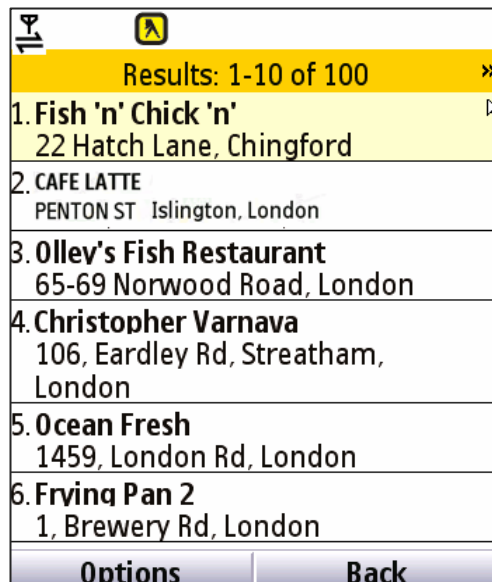 Results: 1-10 of 100 »
1. Fish 'n' Chick 'n'
22 Hatch Lane, Chingford
2. CAFE LATTE
PENTON ST Islington, London
3. Olley's Fish Restaurant
65-69 Norwood Road, London
4. Christopher Varnava
106, Eardley Rd, Streatham,
London
5. Ocean Fresh
1459, London Rd, London
6. Frying Pan 2
1, Brewery Rd, London
Options Back